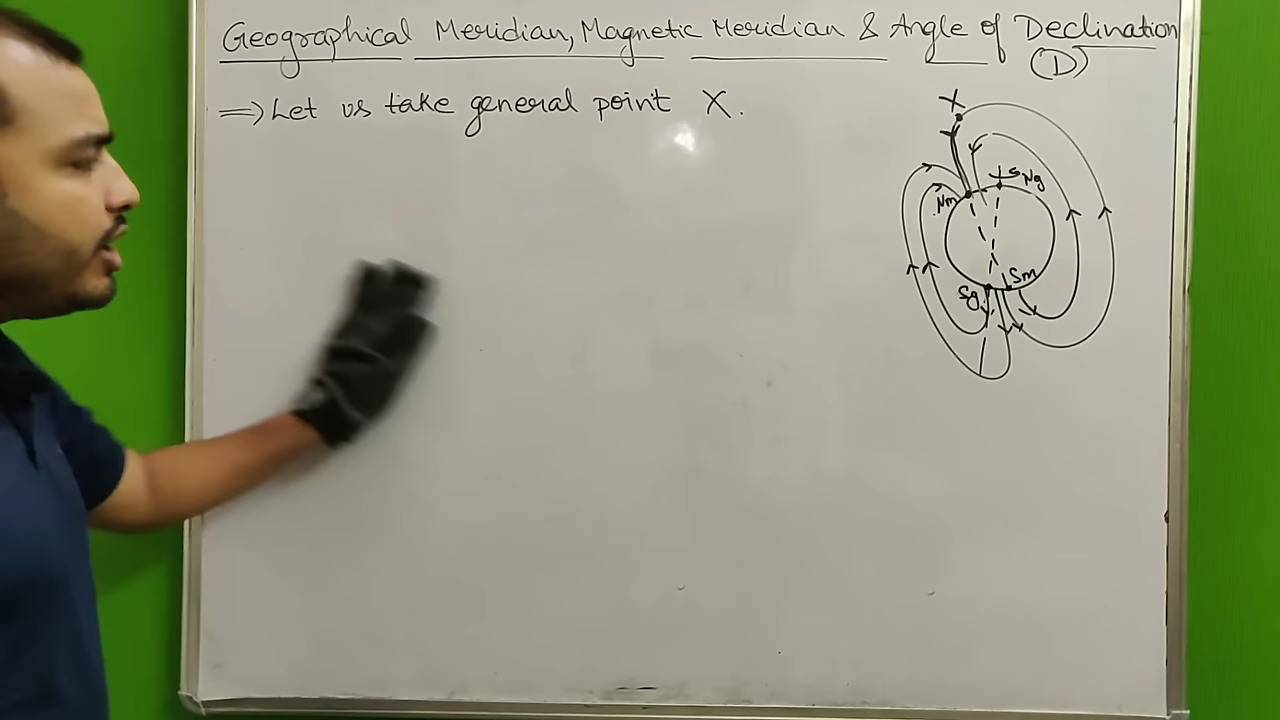 Geographical Meridian, Magnetic Meridian & Angle of Declination
(D)
⇒ Let us take general point X.
X
Ng
Nm
Sm
Sg